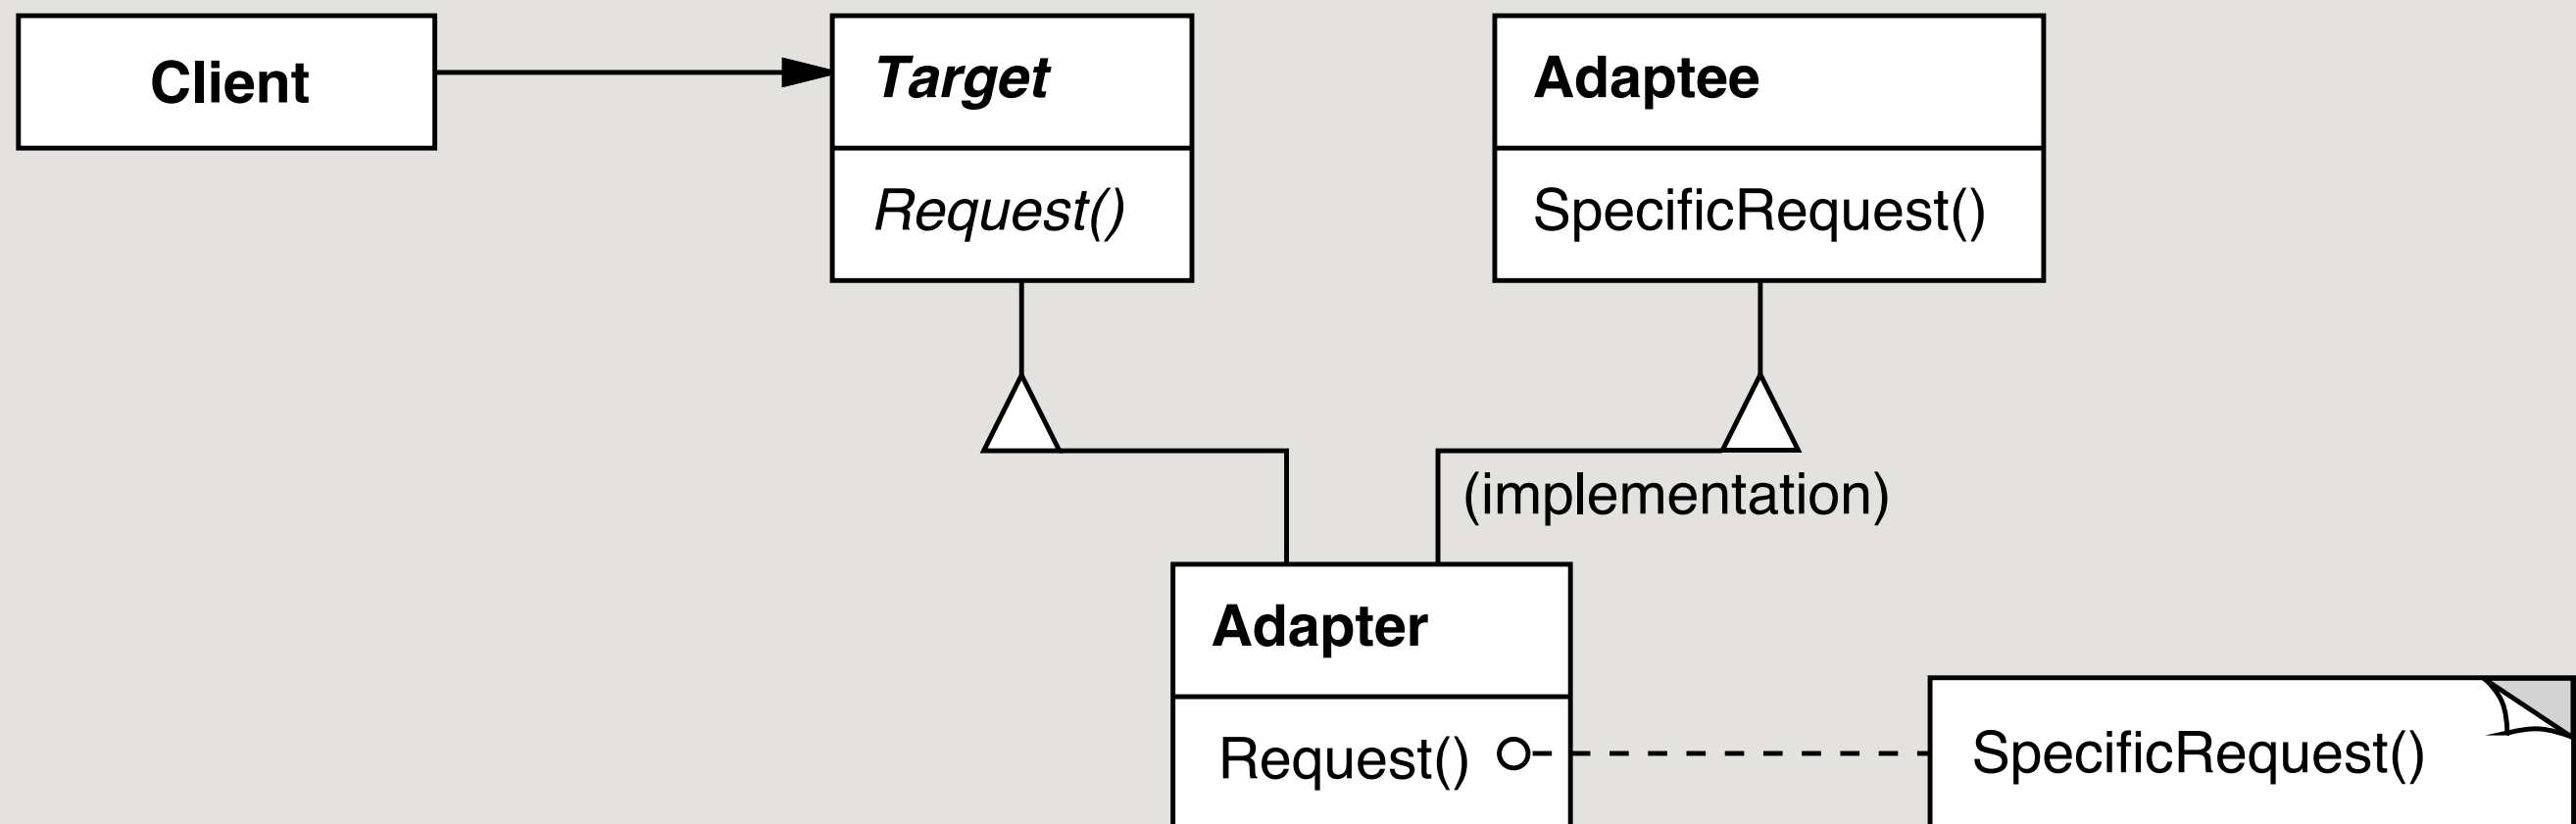 Client
Target
Request()
Adaptee
SpecificRequest()
(implementation)
Adapter
Request()
SpecificRequest()